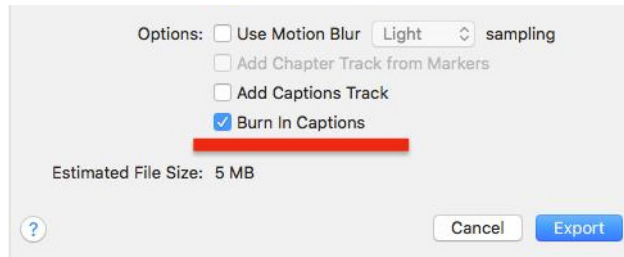 Options: Use Motion Blur Light sampling
Add Chapter Track from Markers
Add Captions Track
Burn In Captions
Estimated File Size: 5 MB
? Cancel Export